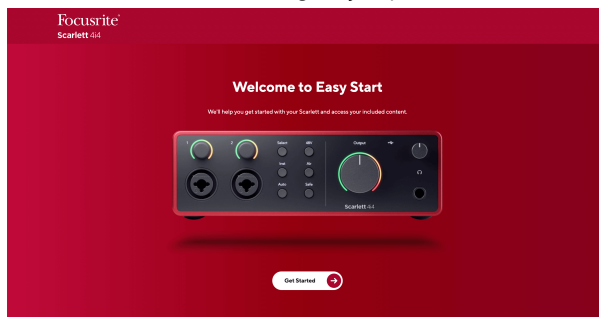 Focusrite®
Scarlett 4i4
Welcome to Easy Start
We'll help you get started with your Scarlett and access your included content.
1 2 Select 48V Output
Inst Air
Auto Safe
Scarlett 4i4
Get Started